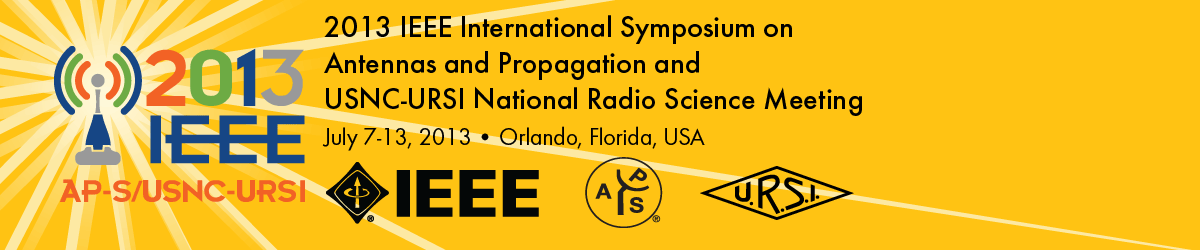 2013
IEEE
AP-S/USNC-URSI
2013 IEEE International Symposium on
Antennas and Propagation and
USNC-URSI National Radio Science Meeting
July 7-13, 2013 • Orlando, Florida, USA
® IEEE
A P S ®
U.R.S.I.